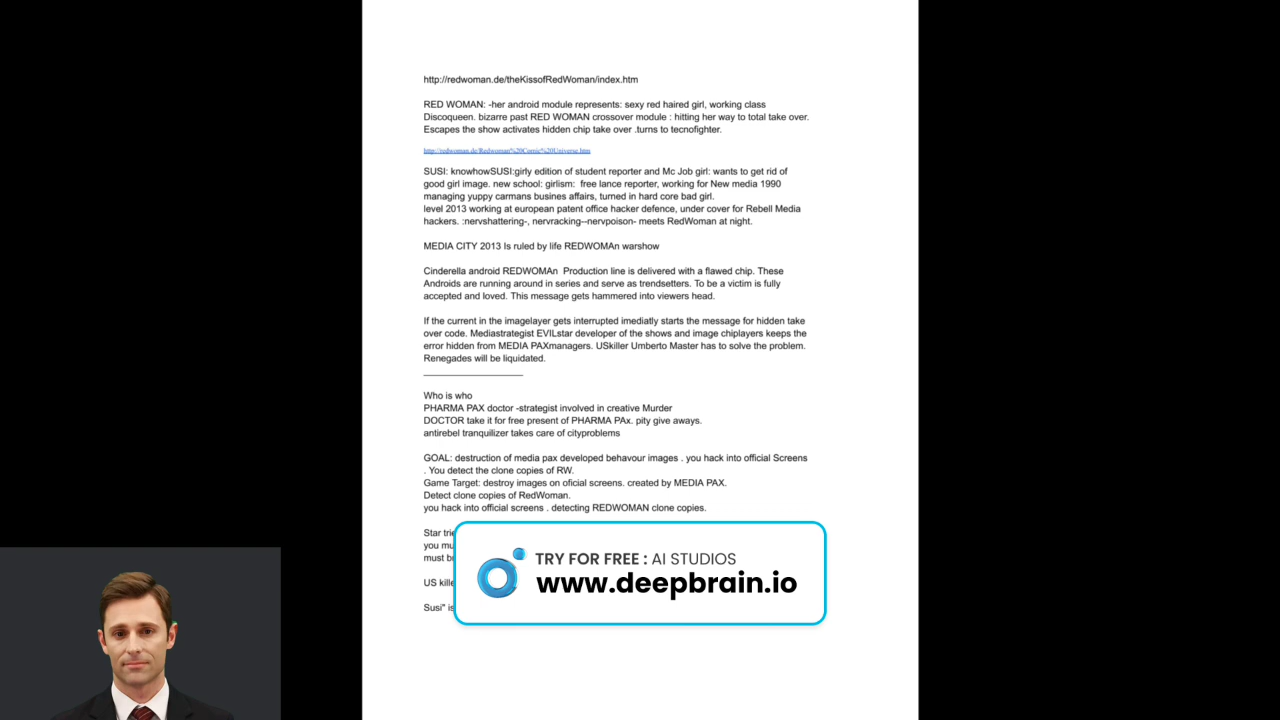 http://redwoman.de/theKissofRedWoman/index.htm
RED WOMAN: -her android module represents: sexy red haired girl, working class
Discoqueen. bizarre past RED WOMAN crossover module : hitting her way to total take over.
Escapes the show activates hidden chip take over .turns to tecnofighter.
http://redwoman.de/Redwoman%20Comic%20Universe.htm
SUSI: knowhowSUSI:girly edition of student reporter and Mc Job girl: wants to get rid of
good girl image. new school: girlism:  free lance reporter, working for New media 1990
managing yuppy carmans busines affairs, turned in hard core bad girl.
level 2013 working at european patent office hacker defence, under cover for Rebell Media
hackers. :nervshattering-, nervracking--nervpoison- meets RedWoman at night.
MEDIA CITY 2013 Is ruled by life REDWOMAn warshow
Cinderella android REDWOMAn  Production line is delivered with a flawed chip. These
Androids are running around in series and serve as trendsetters. To be a victim is fully
accepted and loved. This message gets hammered into viewers head.
If the current in the imagelayer gets interrupted imediatly starts the message for hidden take
over code. Mediastrategist EVILstar developer of the shows and image chiplayers keeps the
error hidden from MEDIA PAXmanagers. USkiller Umberto Master has to solve the problem.
Renegades will be liquidated.
Who is who
PHARMA PAX doctor -strategist involved in creative Murder
DOCTOR take it for free present of PHARMA PAx. pity give aways.
antirebel tranquilizer takes care of cityproblems
GOAL: destruction of media pax developed behavour images . you hack into official Screens
. You detect the clone copies of RW.
Game Target: destroy images on oficial screens. created by MEDIA PAX.
Detect clone copies of RedWoman.
you hack into official screens . detecting REDWOMAN clone copies.
Star
you
must
US
Susi"
TRY FOR FREE : AI STUDIOS
www.deepbrain.io